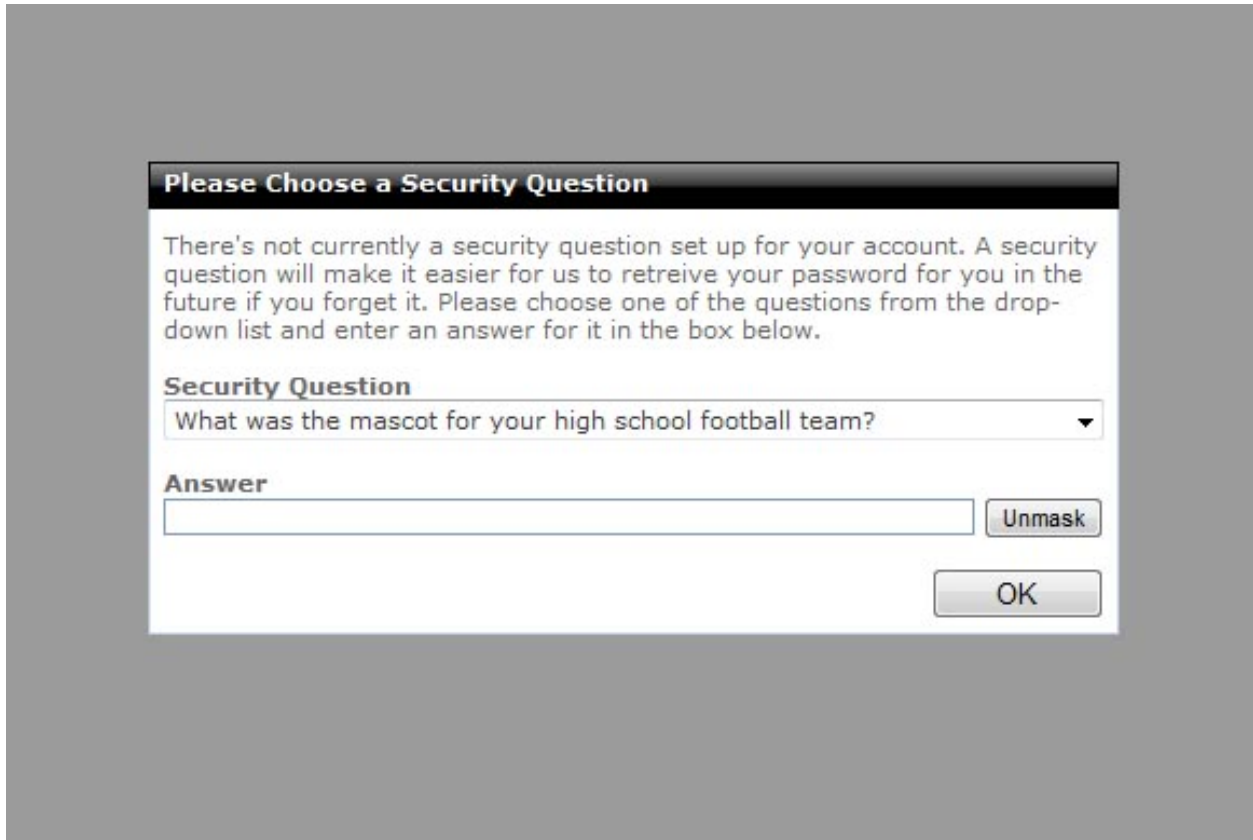 Please Choose a Security Question
There's not currently a security question set up for your account. A security
question will make it easier for us to retreive your password for you in the
future if you forget it. Please choose one of the questions from the drop-
down list and enter an answer for it in the box below.
Security Question
What was the mascot for your high school football team?
Answer
Unmask
OK